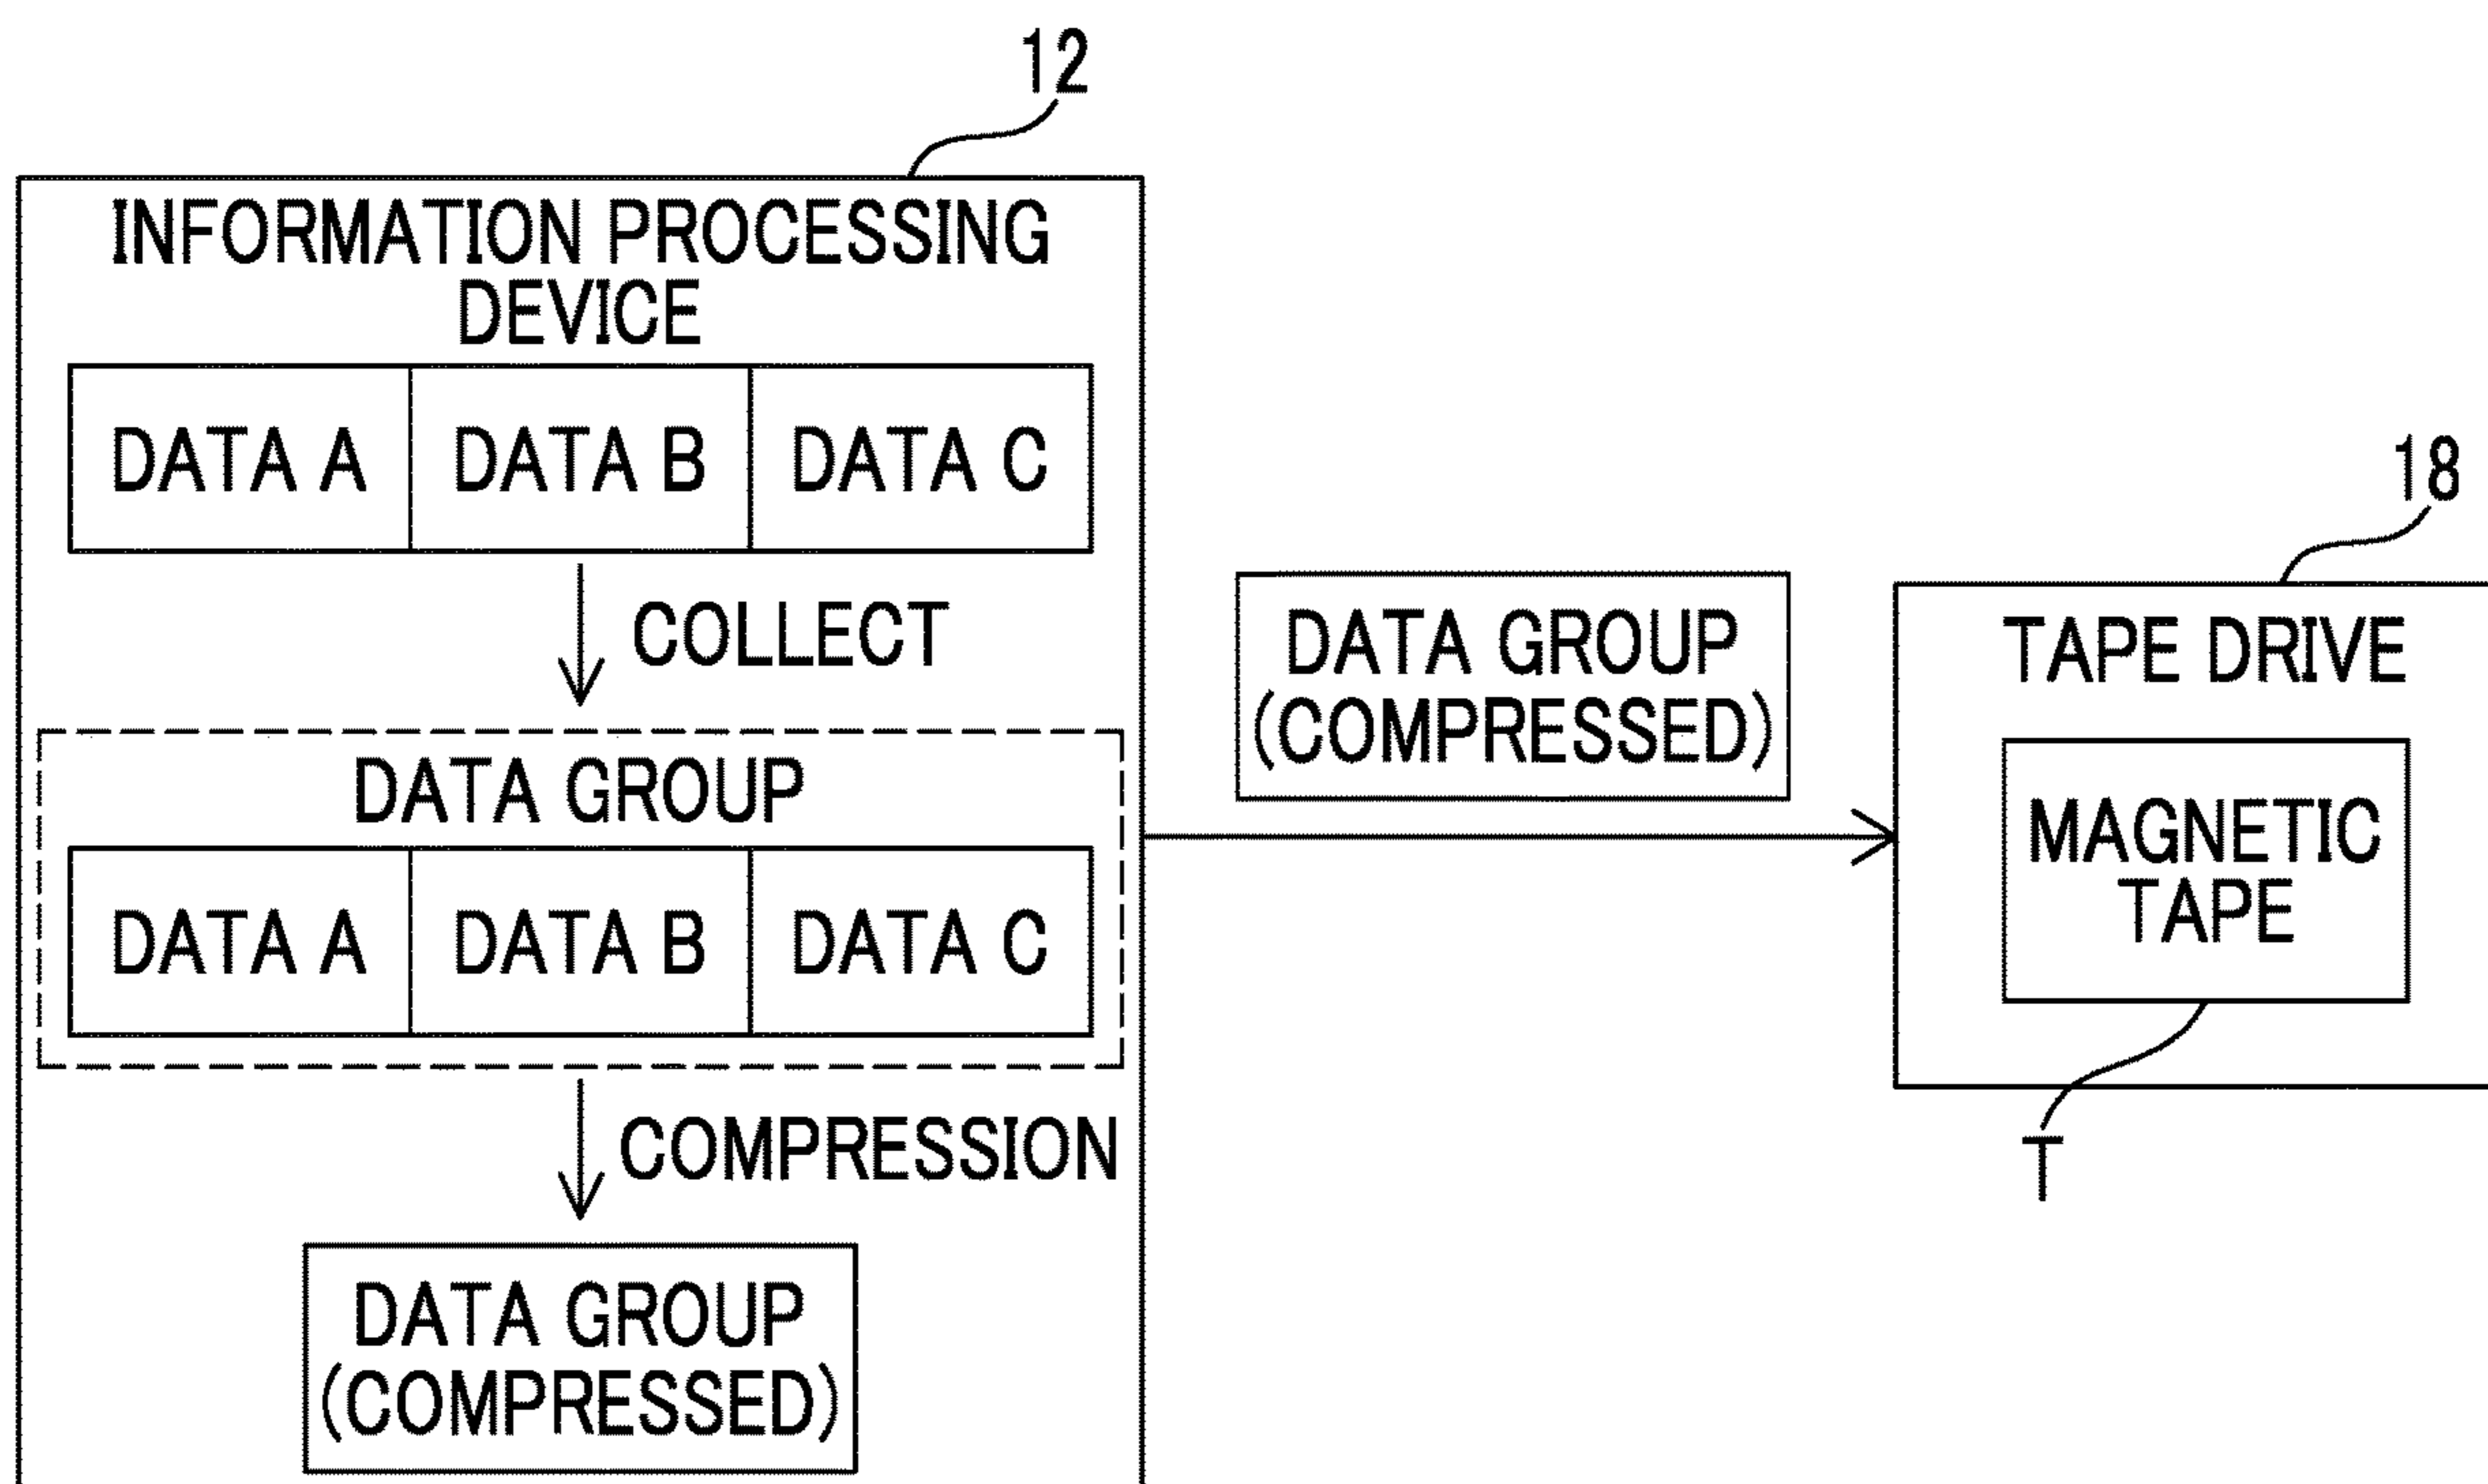 12
INFORMATION PROCESSING
DEVICE
DATA A DATA B DATA C
COLLECT
DATA GROUP
DATA A DATA B DATA C
COMPRESSION
DATA GROUP
(COMPRESSED)
DATA GROUP
(COMPRESSED)
18
TAPE DRIVE
MAGNETIC
TAPE
T